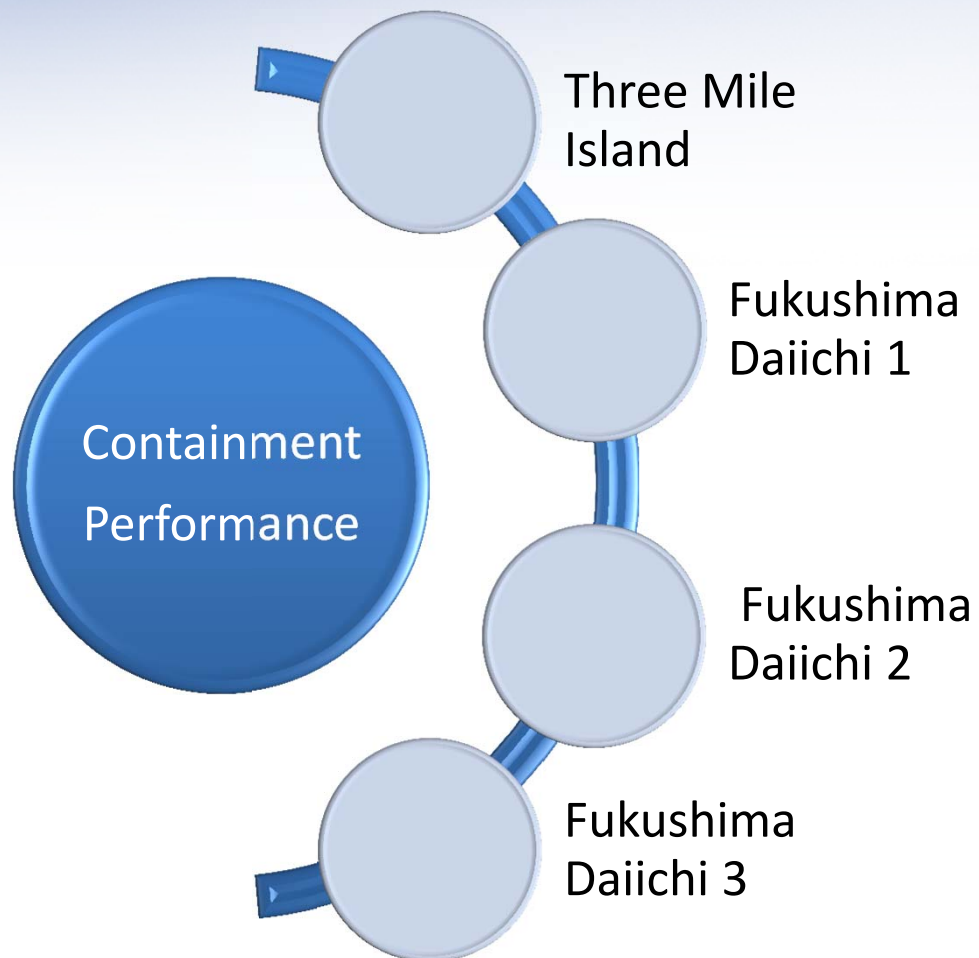 Three Mile
Island
Fukushima
Daiichi 1
Containment
Performance
Fukushima
Daiichi 2
Fukushima
Daiichi 3